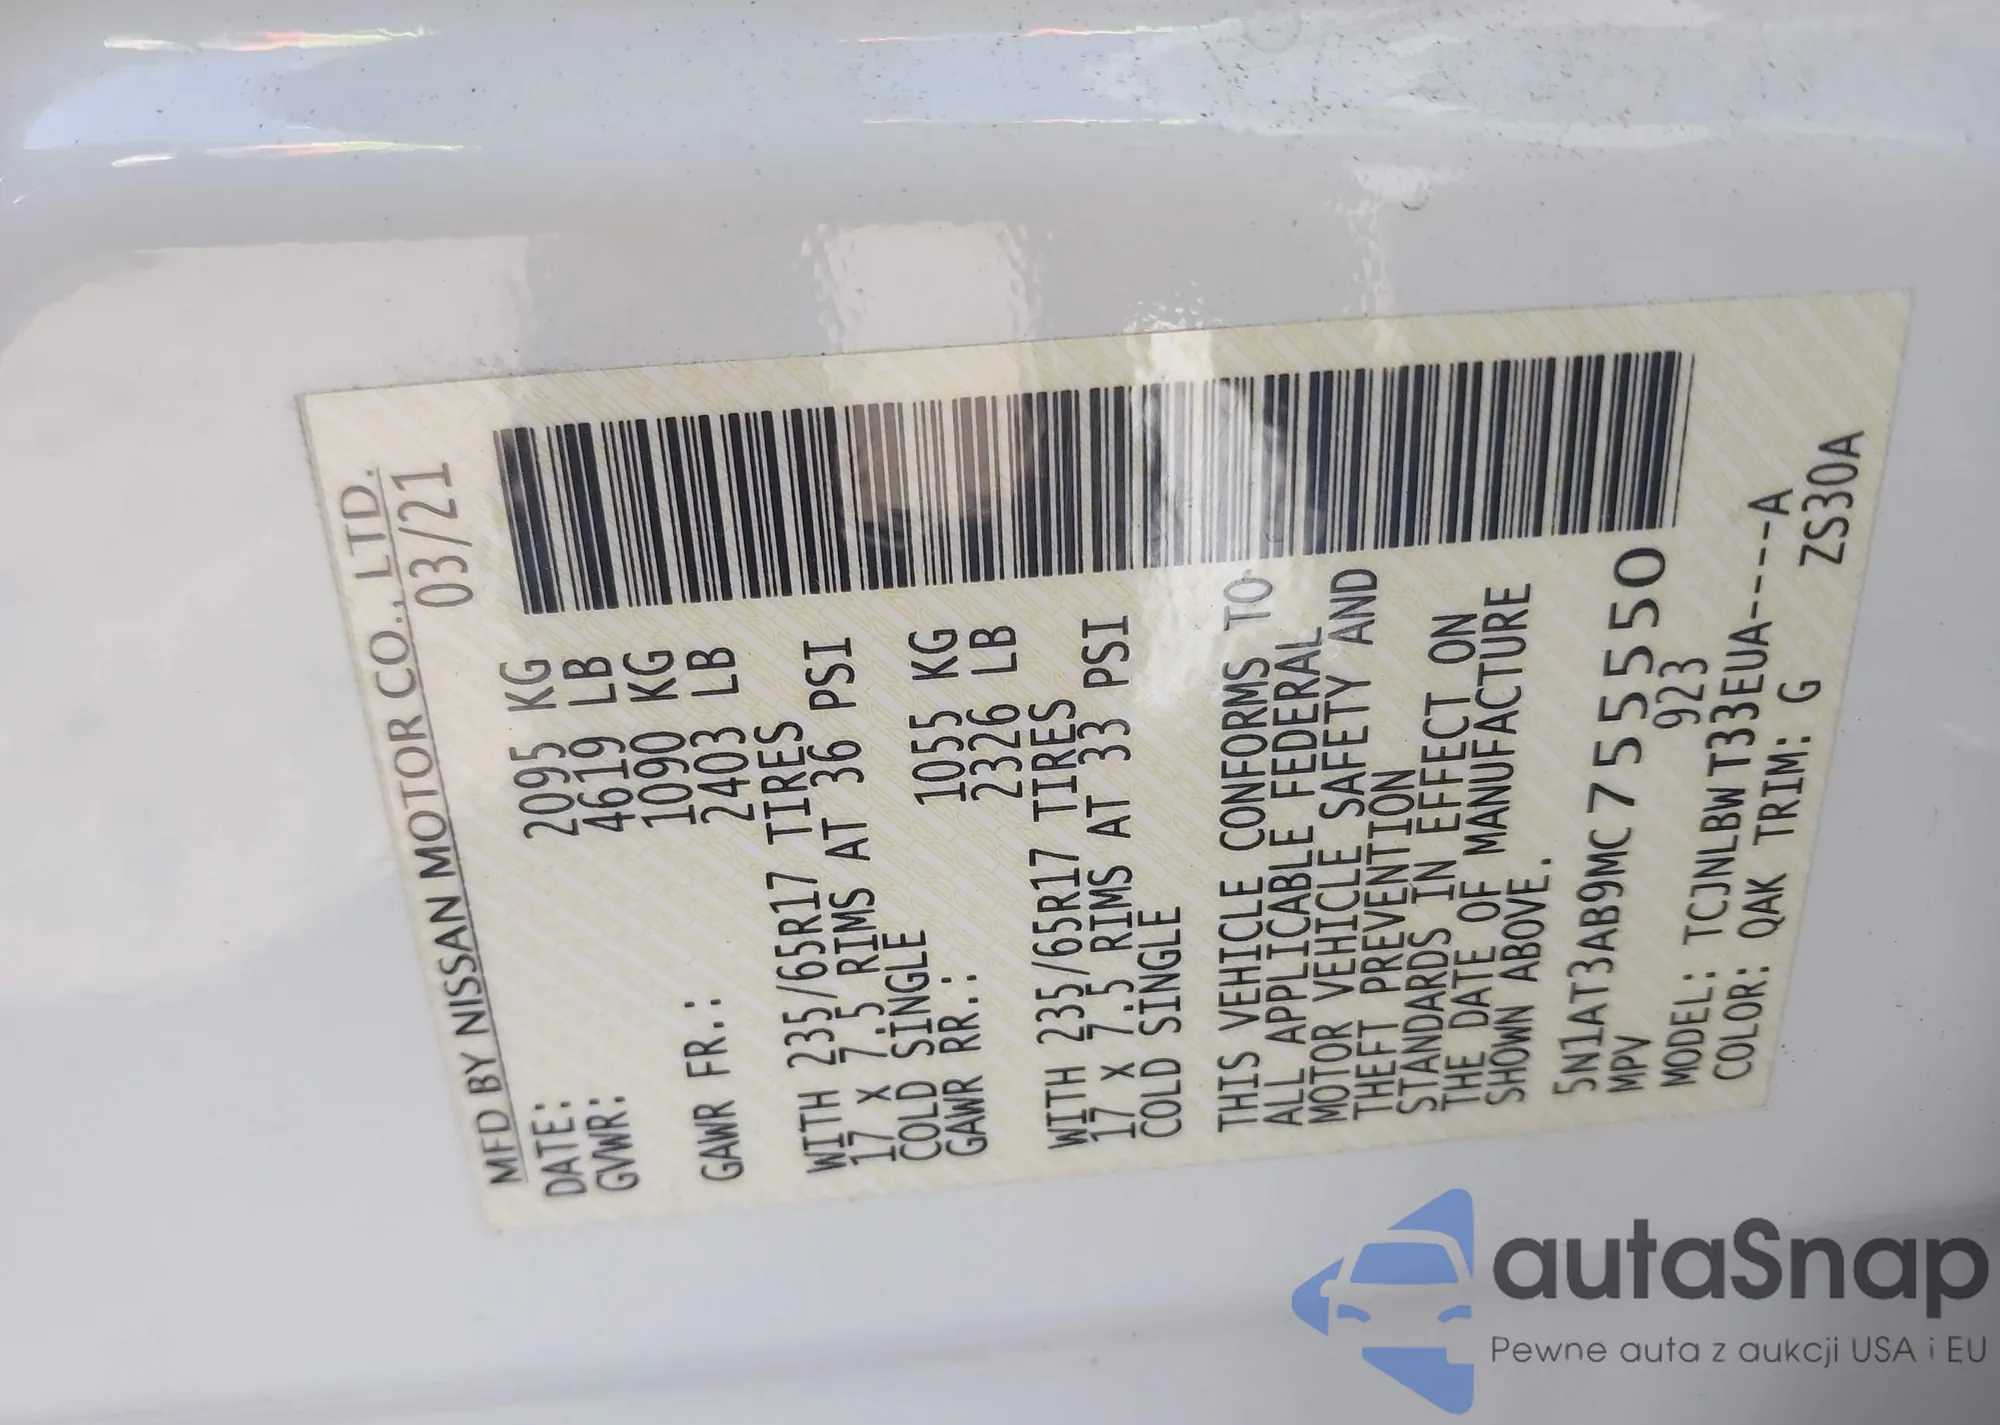 MFD BY NISSAN MOTOR CO., LTD.
DATE: 03/21
GVWR: 2095 KG
4619 LB
1090 KG
GAWR FR.: 2403 LB
WITH 235/65R17 TIRES
17 X 7.5 RIMS AT 36 PSI
COLD SINGLE
GAWR RR.: 1055 KG
2326 LB
WITH 235/65R17 TIRES
17 X 7.5 RIMS AT 33 PSI
COLD SINGLE
THIS VEHICLE CONFORMS TO
ALL APPLICABLE FEDERAL
MOTOR VEHICLE SAFETY AND
THEFT PREVENTION
STANDARDS IN EFFECT ON
THE DATE OF MANUFACTURE
SHOWN ABOVE.
5N1AT3AB9MC755550
MPV 923
MODEL: TCJNLBWT33EUA----A
COLOR: QAK TRIM: G ZS30A
autaSnap
Pewne auta z aukcji USA i EU